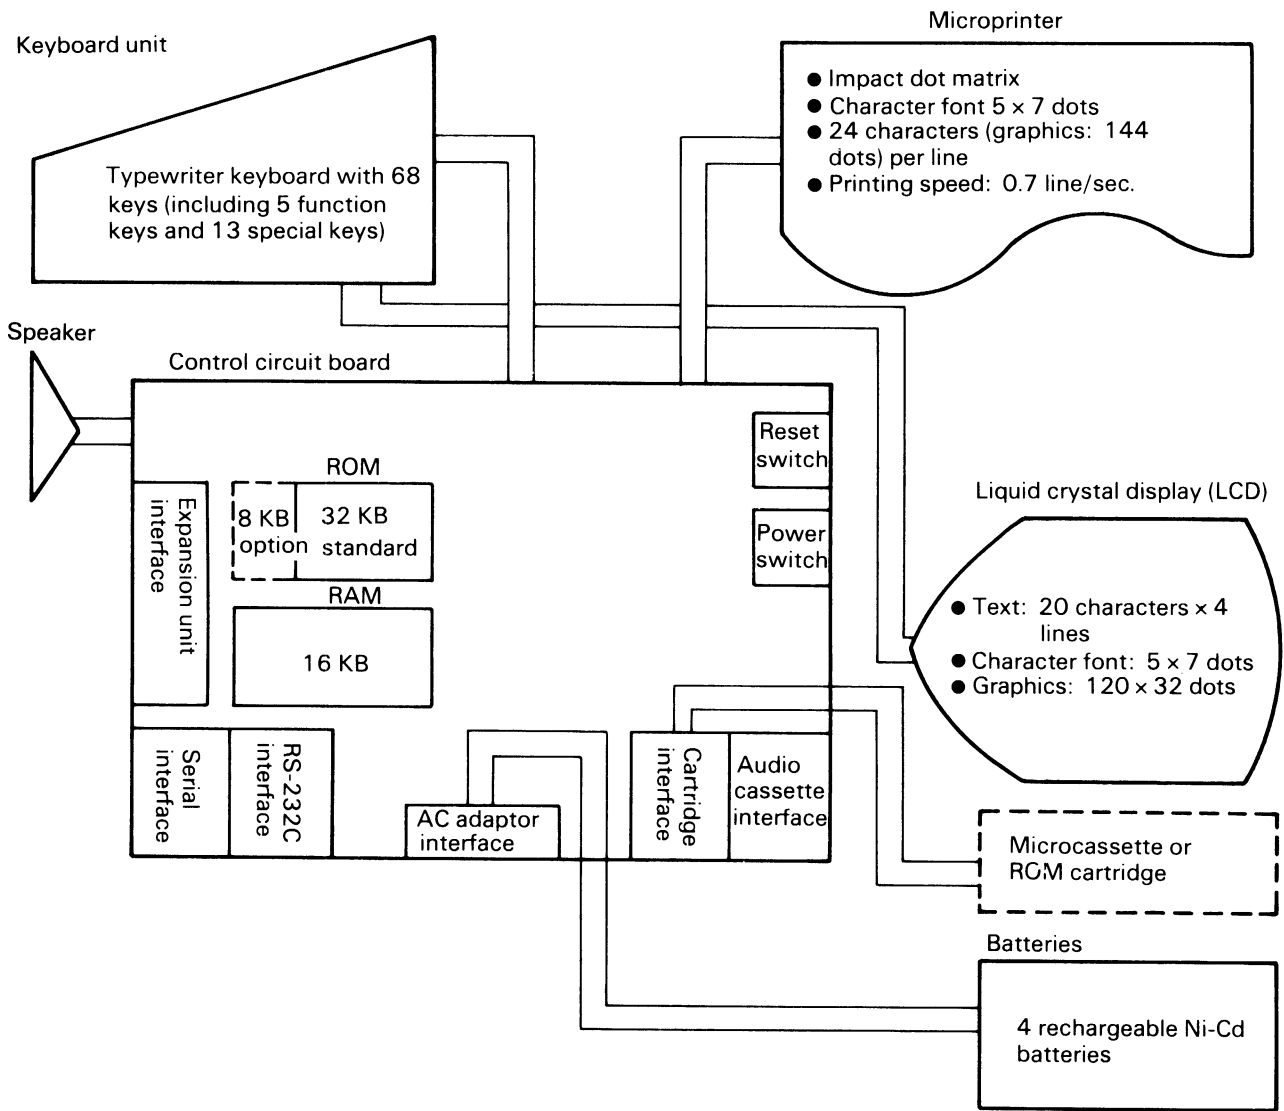 Microprinter
Keyboard unit
● Impact dot matrix
● Character font 5 × 7 dots
● 24 characters (graphics: 144
dots) per line
● Printing speed: 0.7 line/sec.
Typewriter keyboard with 68
keys (including 5 function
keys and 13 special keys)
Speaker
Control circuit board
Reset
switch
Power
switch
ROM
8 KB
option
32 KB
standard
RAM
16 KB
Expansion unit
interface
Serial
interface
RS-232C
interface
AC adaptor
interface
Cartridge
interface
Audio
cassette
interface
Liquid crystal display (LCD)
● Text: 20 characters × 4
lines
● Character font: 5 × 7 dots
● Graphics: 120 × 32 dots
Microcassette or
ROM cartridge
Batteries
4 rechargeable Ni-Cd
batteries